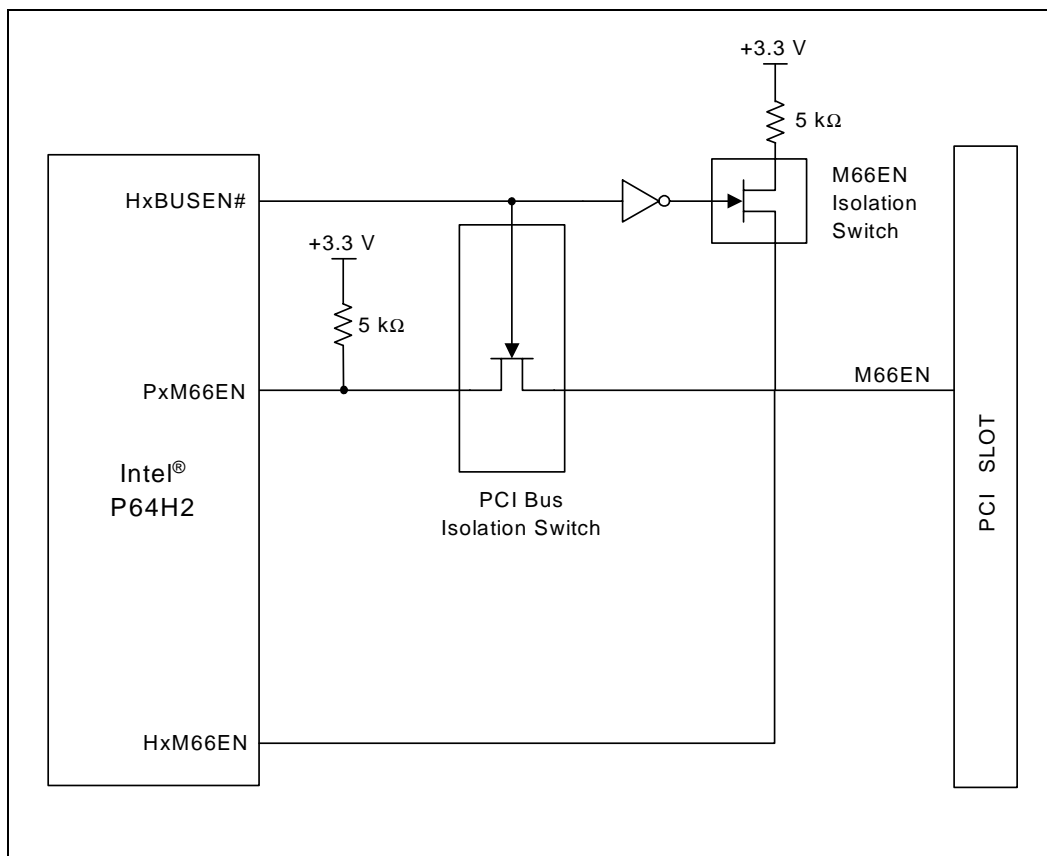 +3.3 V
5 kΩ
M66EN
Isolation
Switch
HxBUSEN#
+3.3 V
5 kΩ
PxM66EN
M66EN
Intel®
P64H2
PCI Bus
Isolation Switch
PCI SLOT
HxM66EN